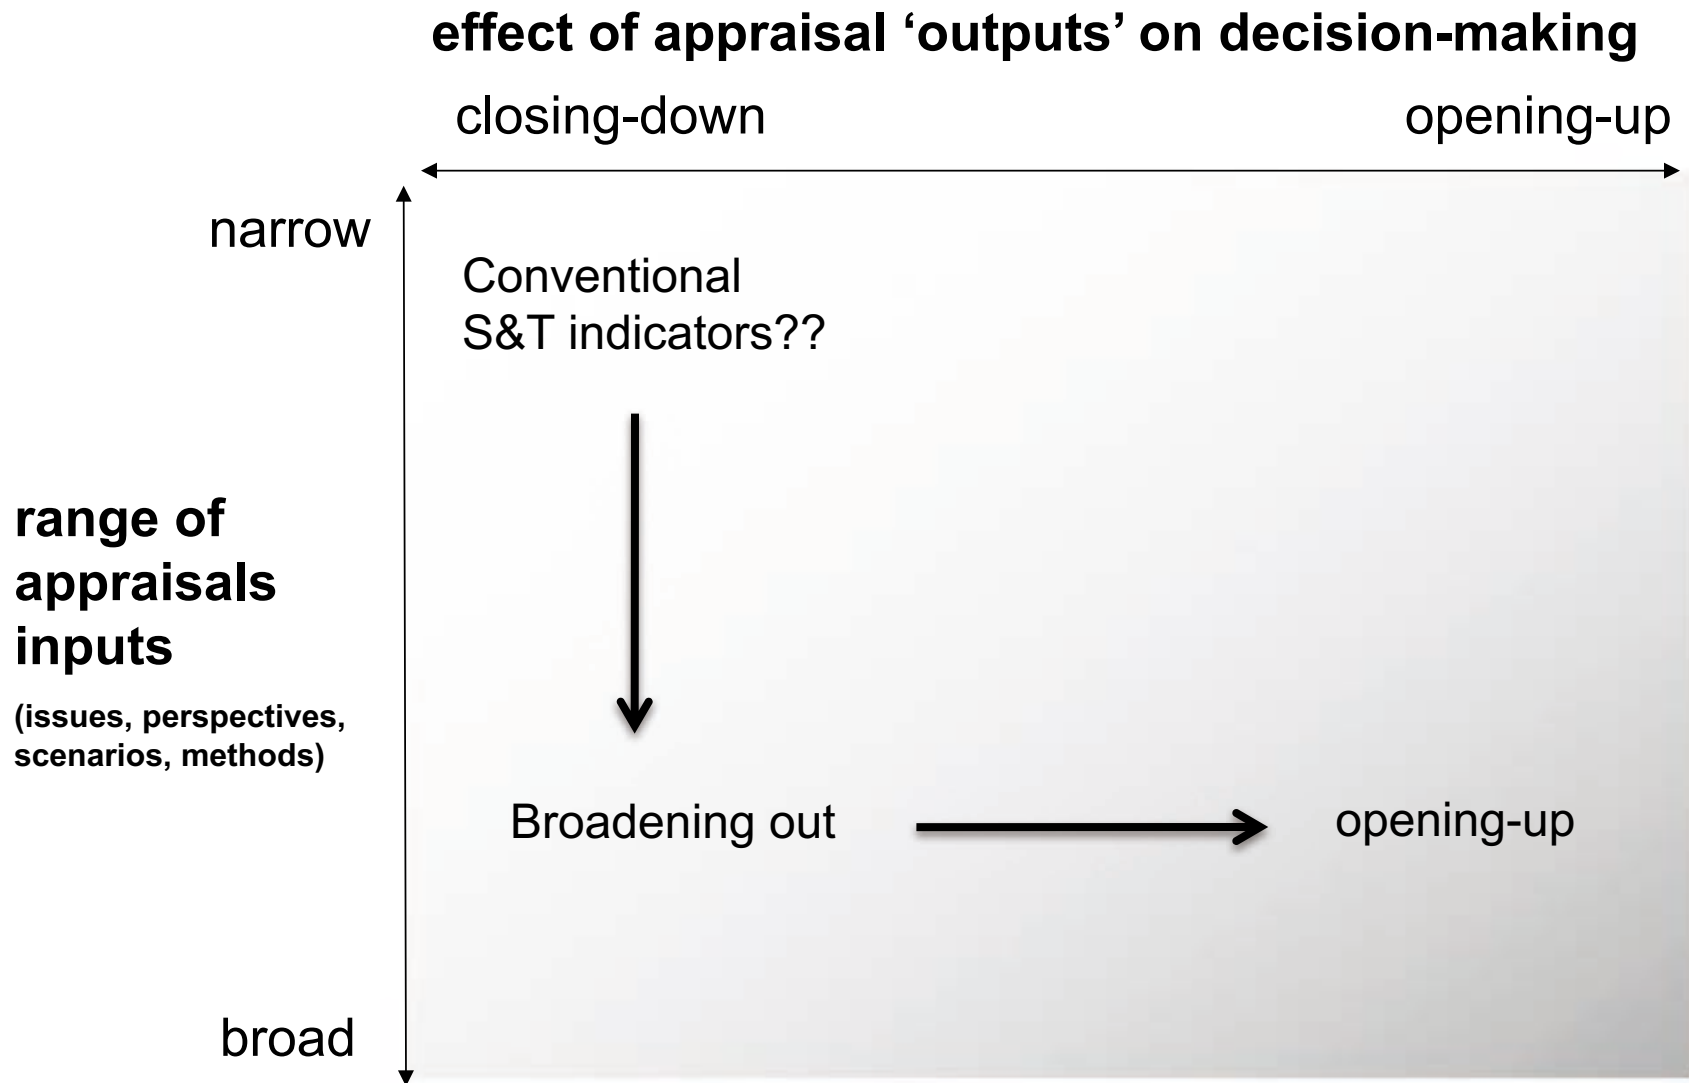 effect of appraisal ‘outputs’ on decision-making
closing-down
opening-up
narrow
Conventional
S&T indicators??
range of
appraisals
inputs
(issues, perspectives,
scenarios, methods)
Broadening out
opening-up
broad